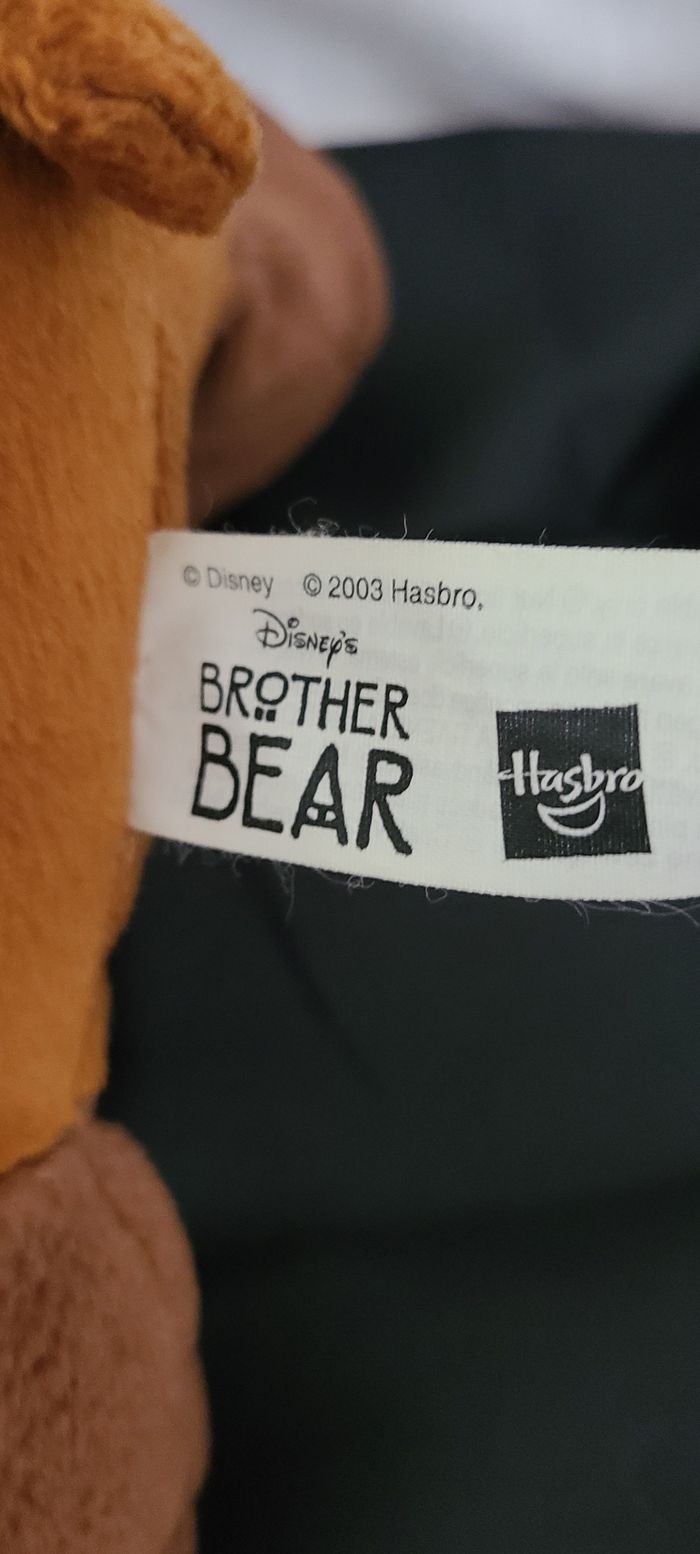 © Disney © 2003 Hasbro.
Disney's
BROTHER
BEAR
Hasbro